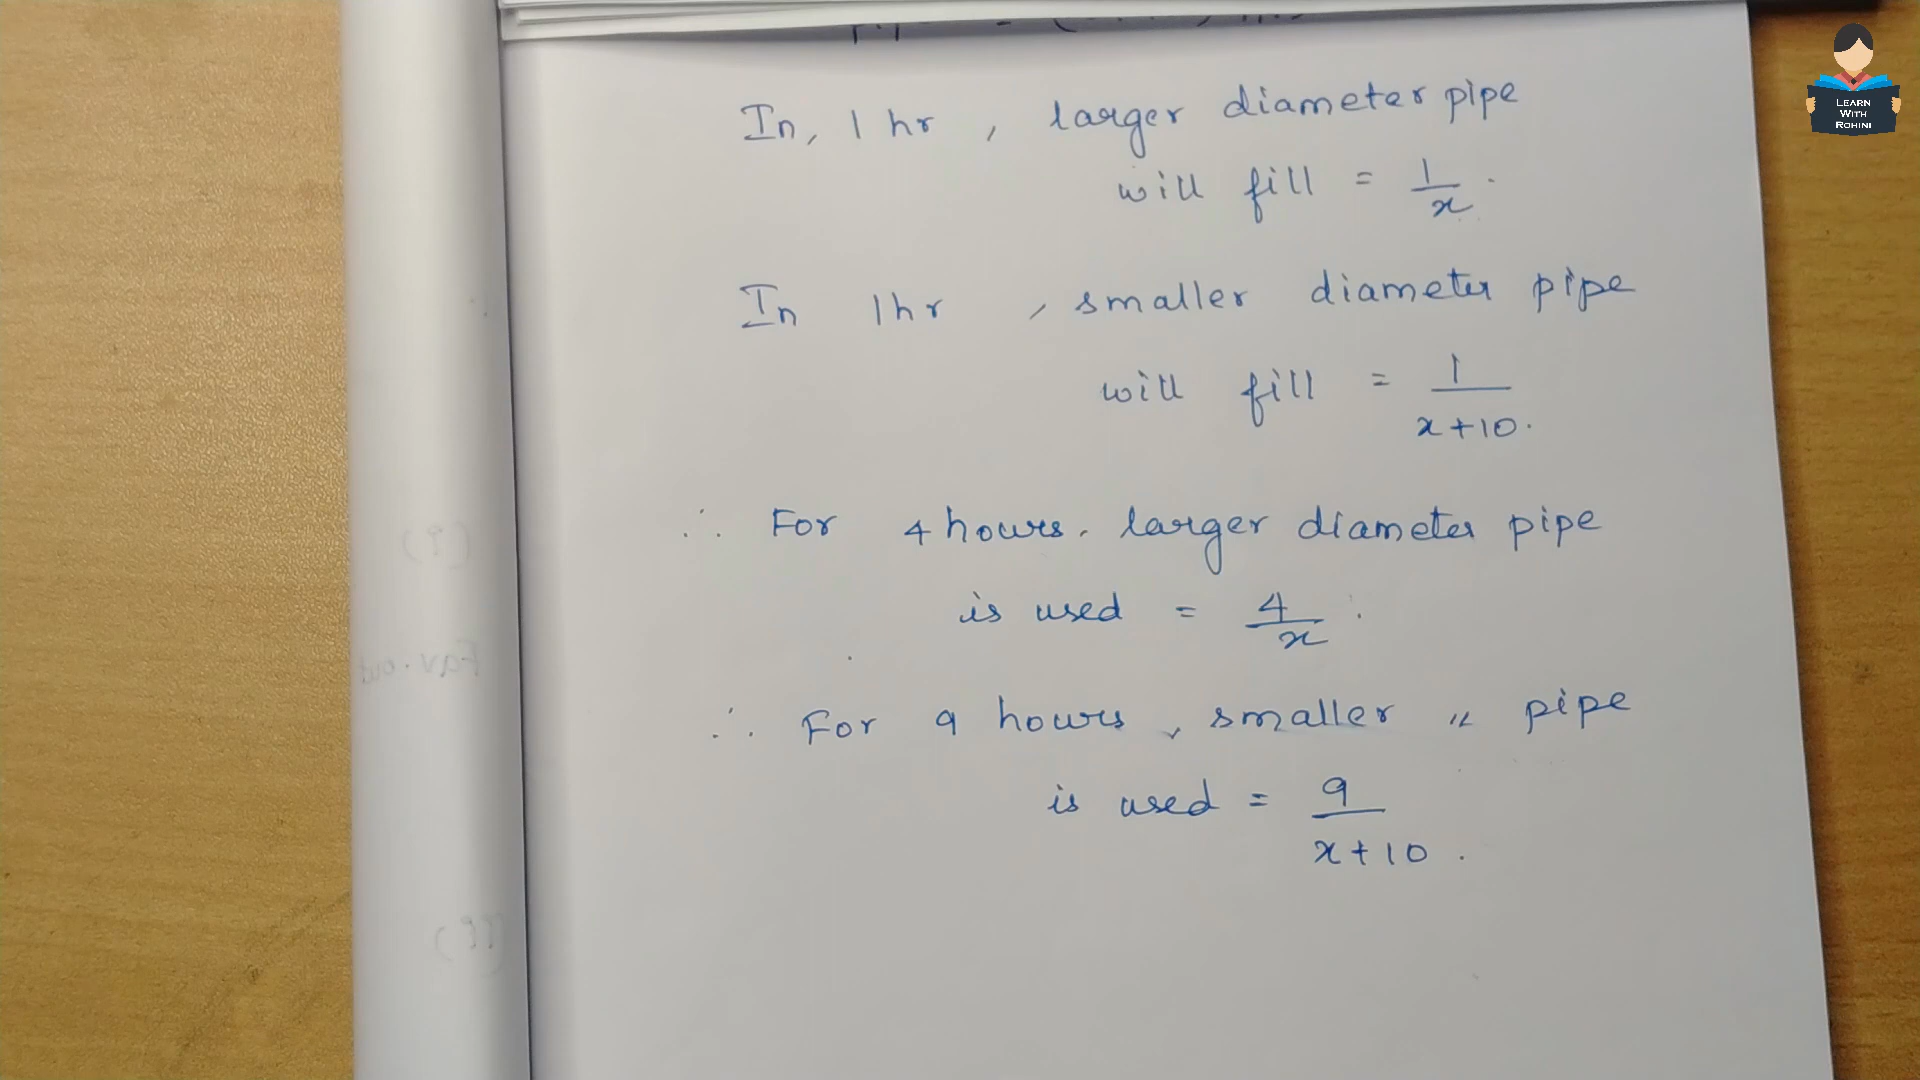 In, 1 hr, larger diameter pipe
will fill = 1/x.
In 1hr, smaller diameter pipe
will fill = 1/x+10.
∴ For 4 hours, larger diameter pipe
is used = 4/x.
∴ For 9 hours, smaller 〃 pipe
is used = 9/x+10.
LEARN
WITH
ROHINI